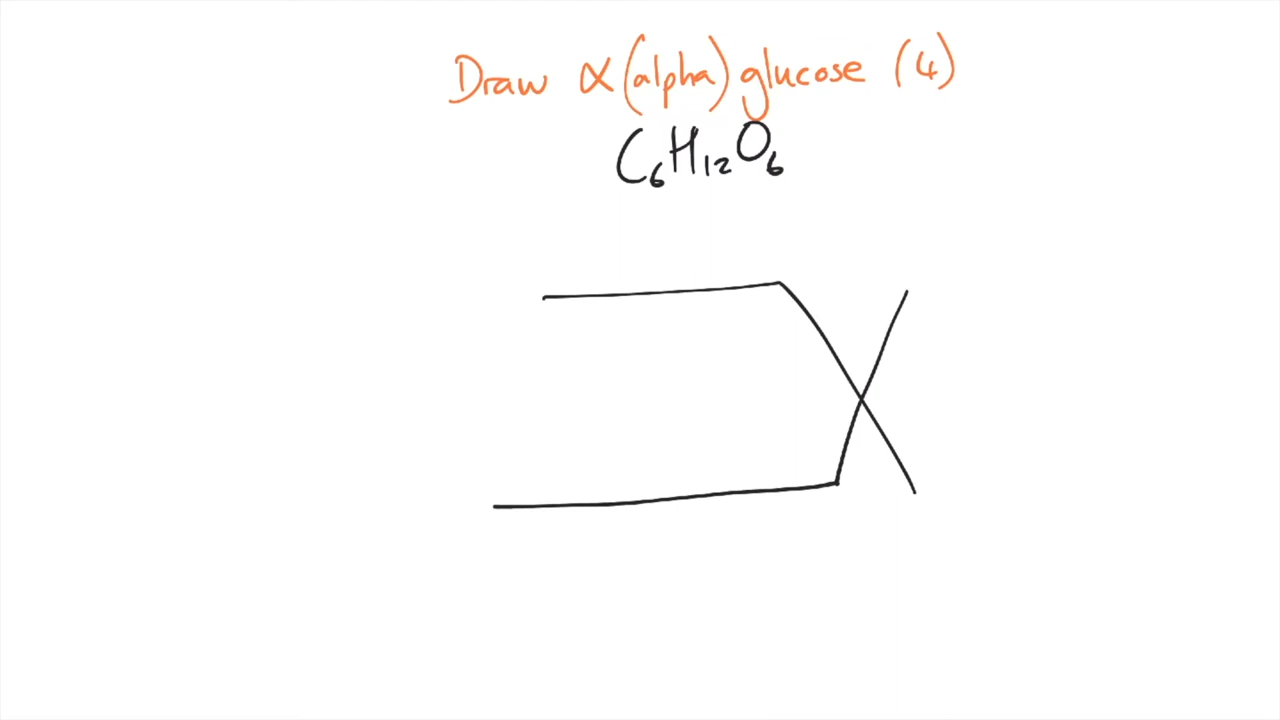 Draw α (alpha) glucose (4)
C₆H₁₂O₆